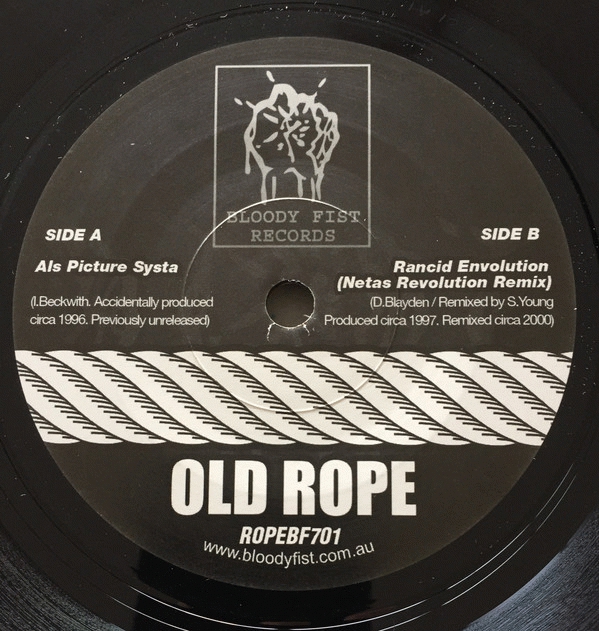 BLOODY FIST
RECORDS
SIDE A
Als Picture Systa
(I.Beckwith. Accidentally produced
circa 1996. Previously unreleased)
SIDE B
Rancid Envolution
(Netas Revolution Remix)
(D.Blayden / Remixed by S.Young
Produced circa 1997. Remixed circa 2000)
OLD ROPE
ROPEBF701
www.bloodyfist.com.au